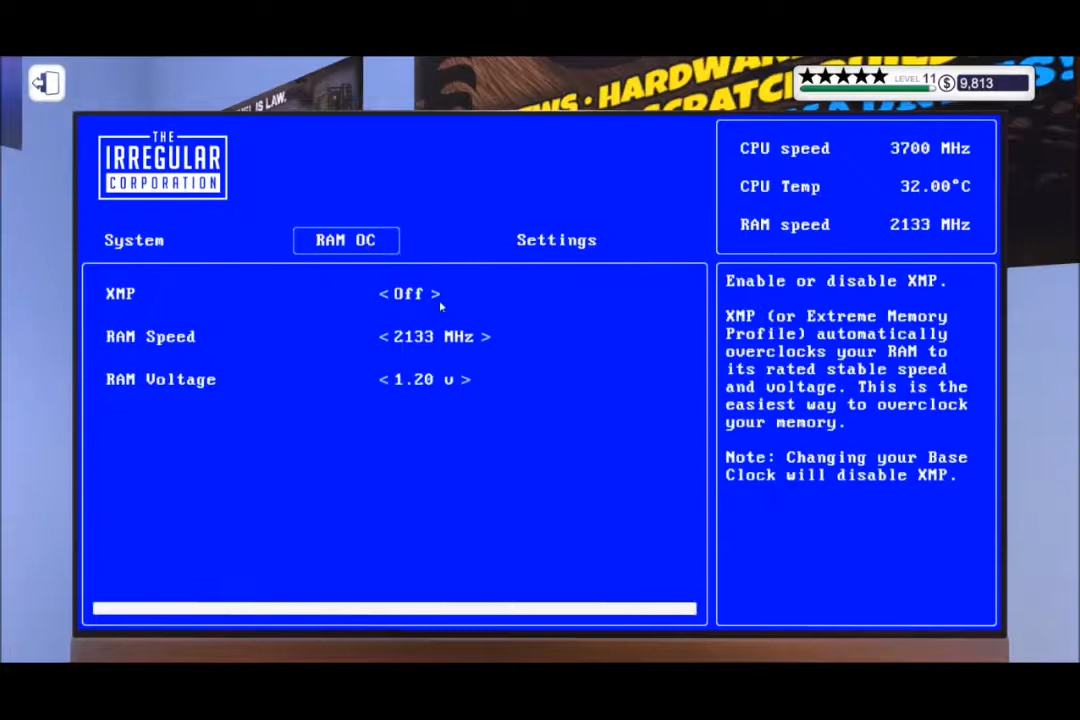 HARDWARE
LEVEL 11
$ 9,813
EL IS LAW.
THE
IRREGULAR
CORPORATION
CPU speed 3700 MHz
CPU Temp 32.00°C
RAM speed 2133 MHz
System RAM OC Settings
XMP < Off >
RAM Speed < 2133 MHz >
RAM Voltage < 1.20 v >
Enable or disable XMP.
XMP (or Extreme Memory
Profile) automatically
overclocks your RAM to
its rated stable speed
and voltage. This is the
easiest way to overclock
your memory.
Note: Changing your Base
Clock will disable XMP.